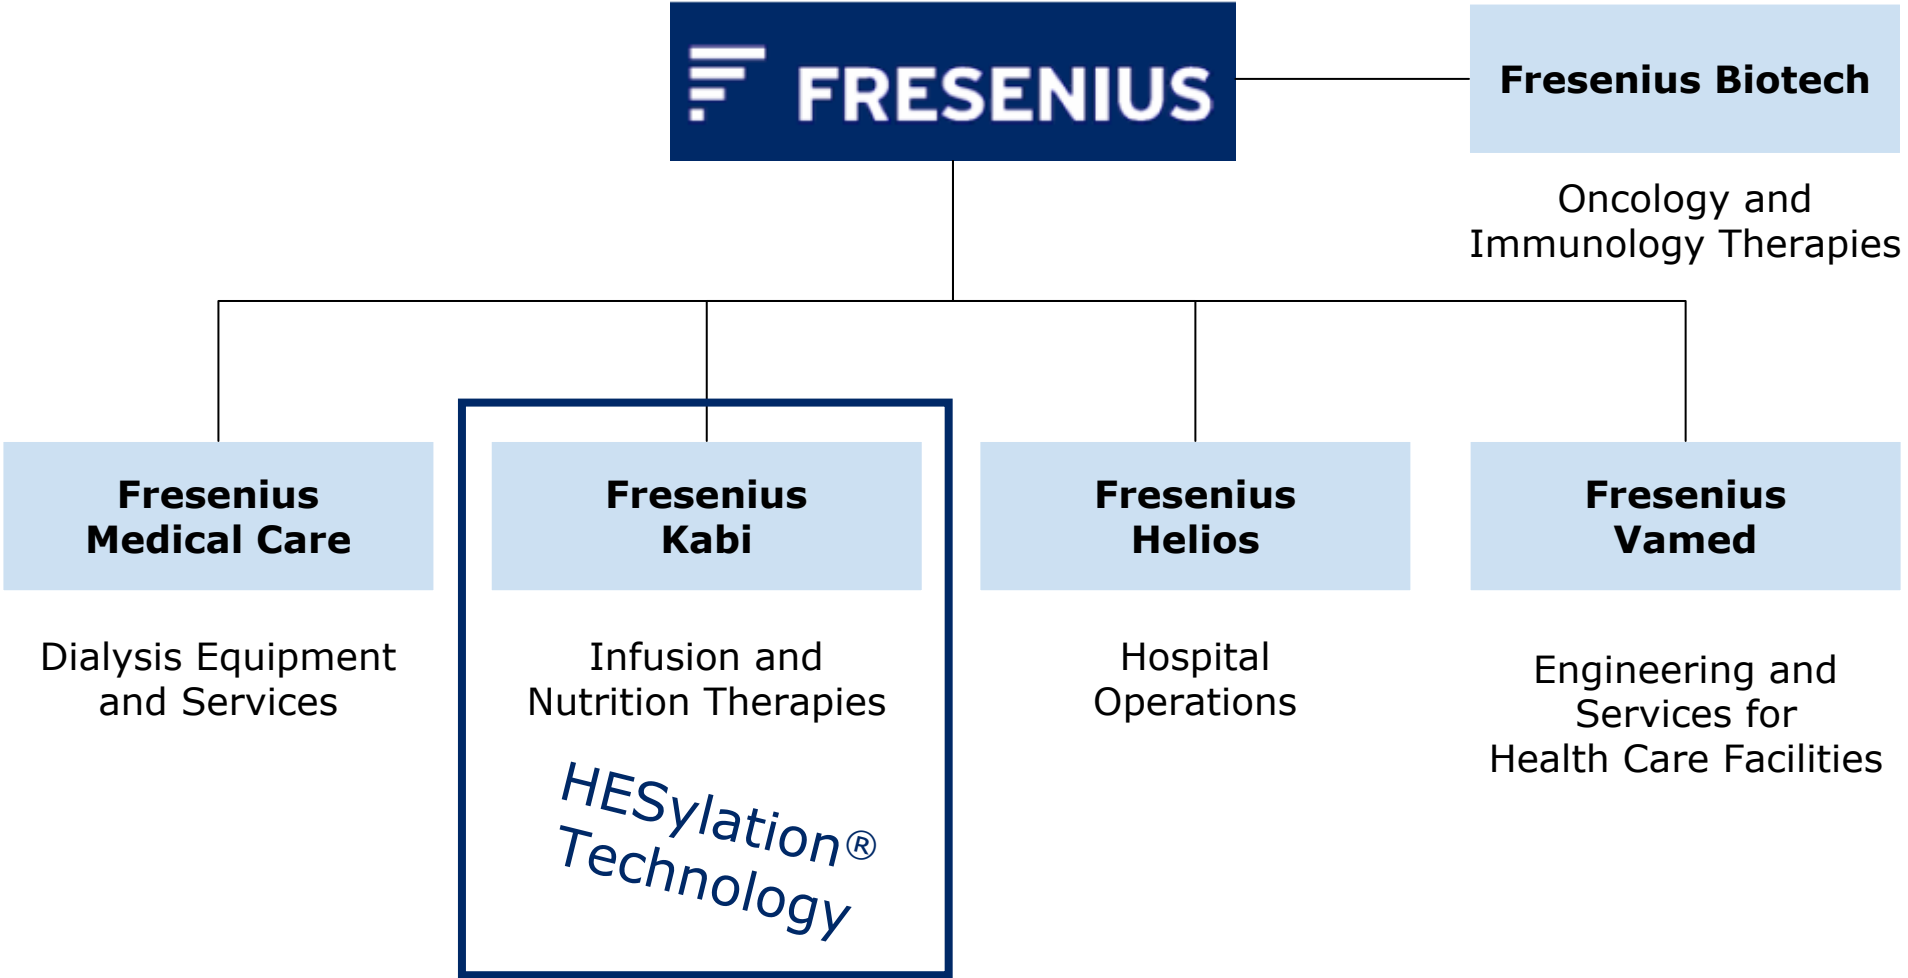 FRESENIUS
Fresenius Biotech
Oncology and
Immunology Therapies
Fresenius
Medical Care
Dialysis Equipment
and Services
Fresenius
Kabi
Infusion and
Nutrition Therapies
HESylation®
Technology
Fresenius
Helios
Hospital
Operations
Fresenius
Vamed
Engineering and
Services for
Health Care Facilities